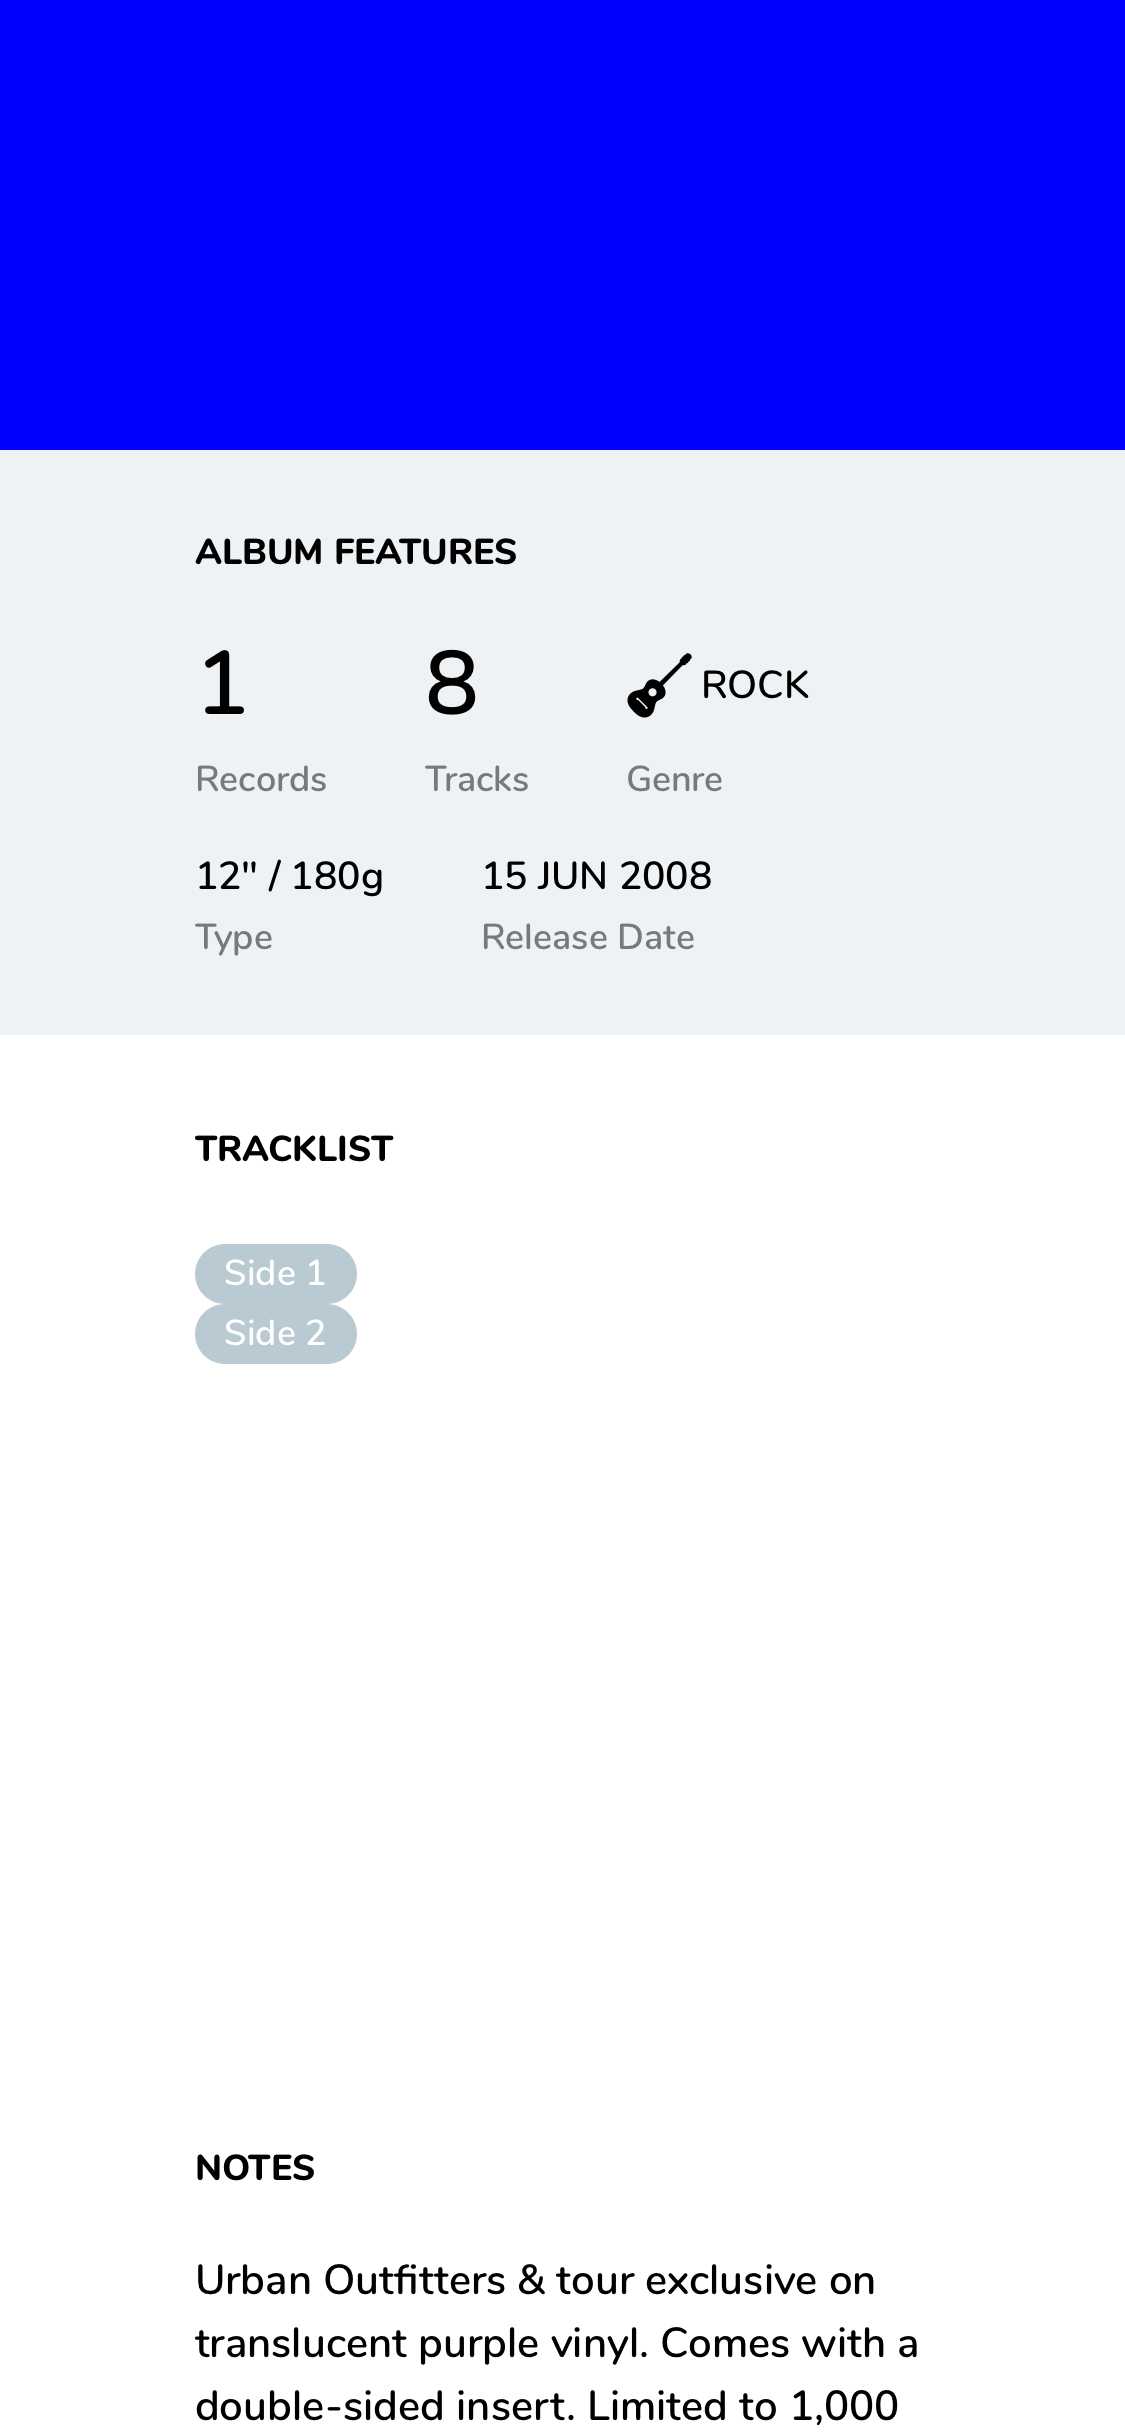 ALBUM FEATURES
1 8 ROCK
Records Tracks Genre
12" / 180g 15 JUN 2008
Type Release Date
TRACKLIST
Side 1
Side 2
NOTES
Urban Outfitters & tour exclusive on
translucent purple vinyl. Comes with a
double-sided insert. Limited to 1,000